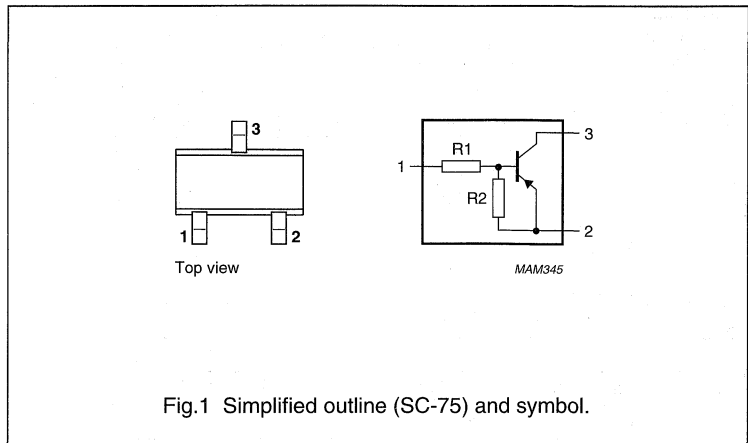 3
1
2
Top view
R1
R2
1
3
2
MAM345
Fig.1 Simplified outline (SC-75) and symbol.